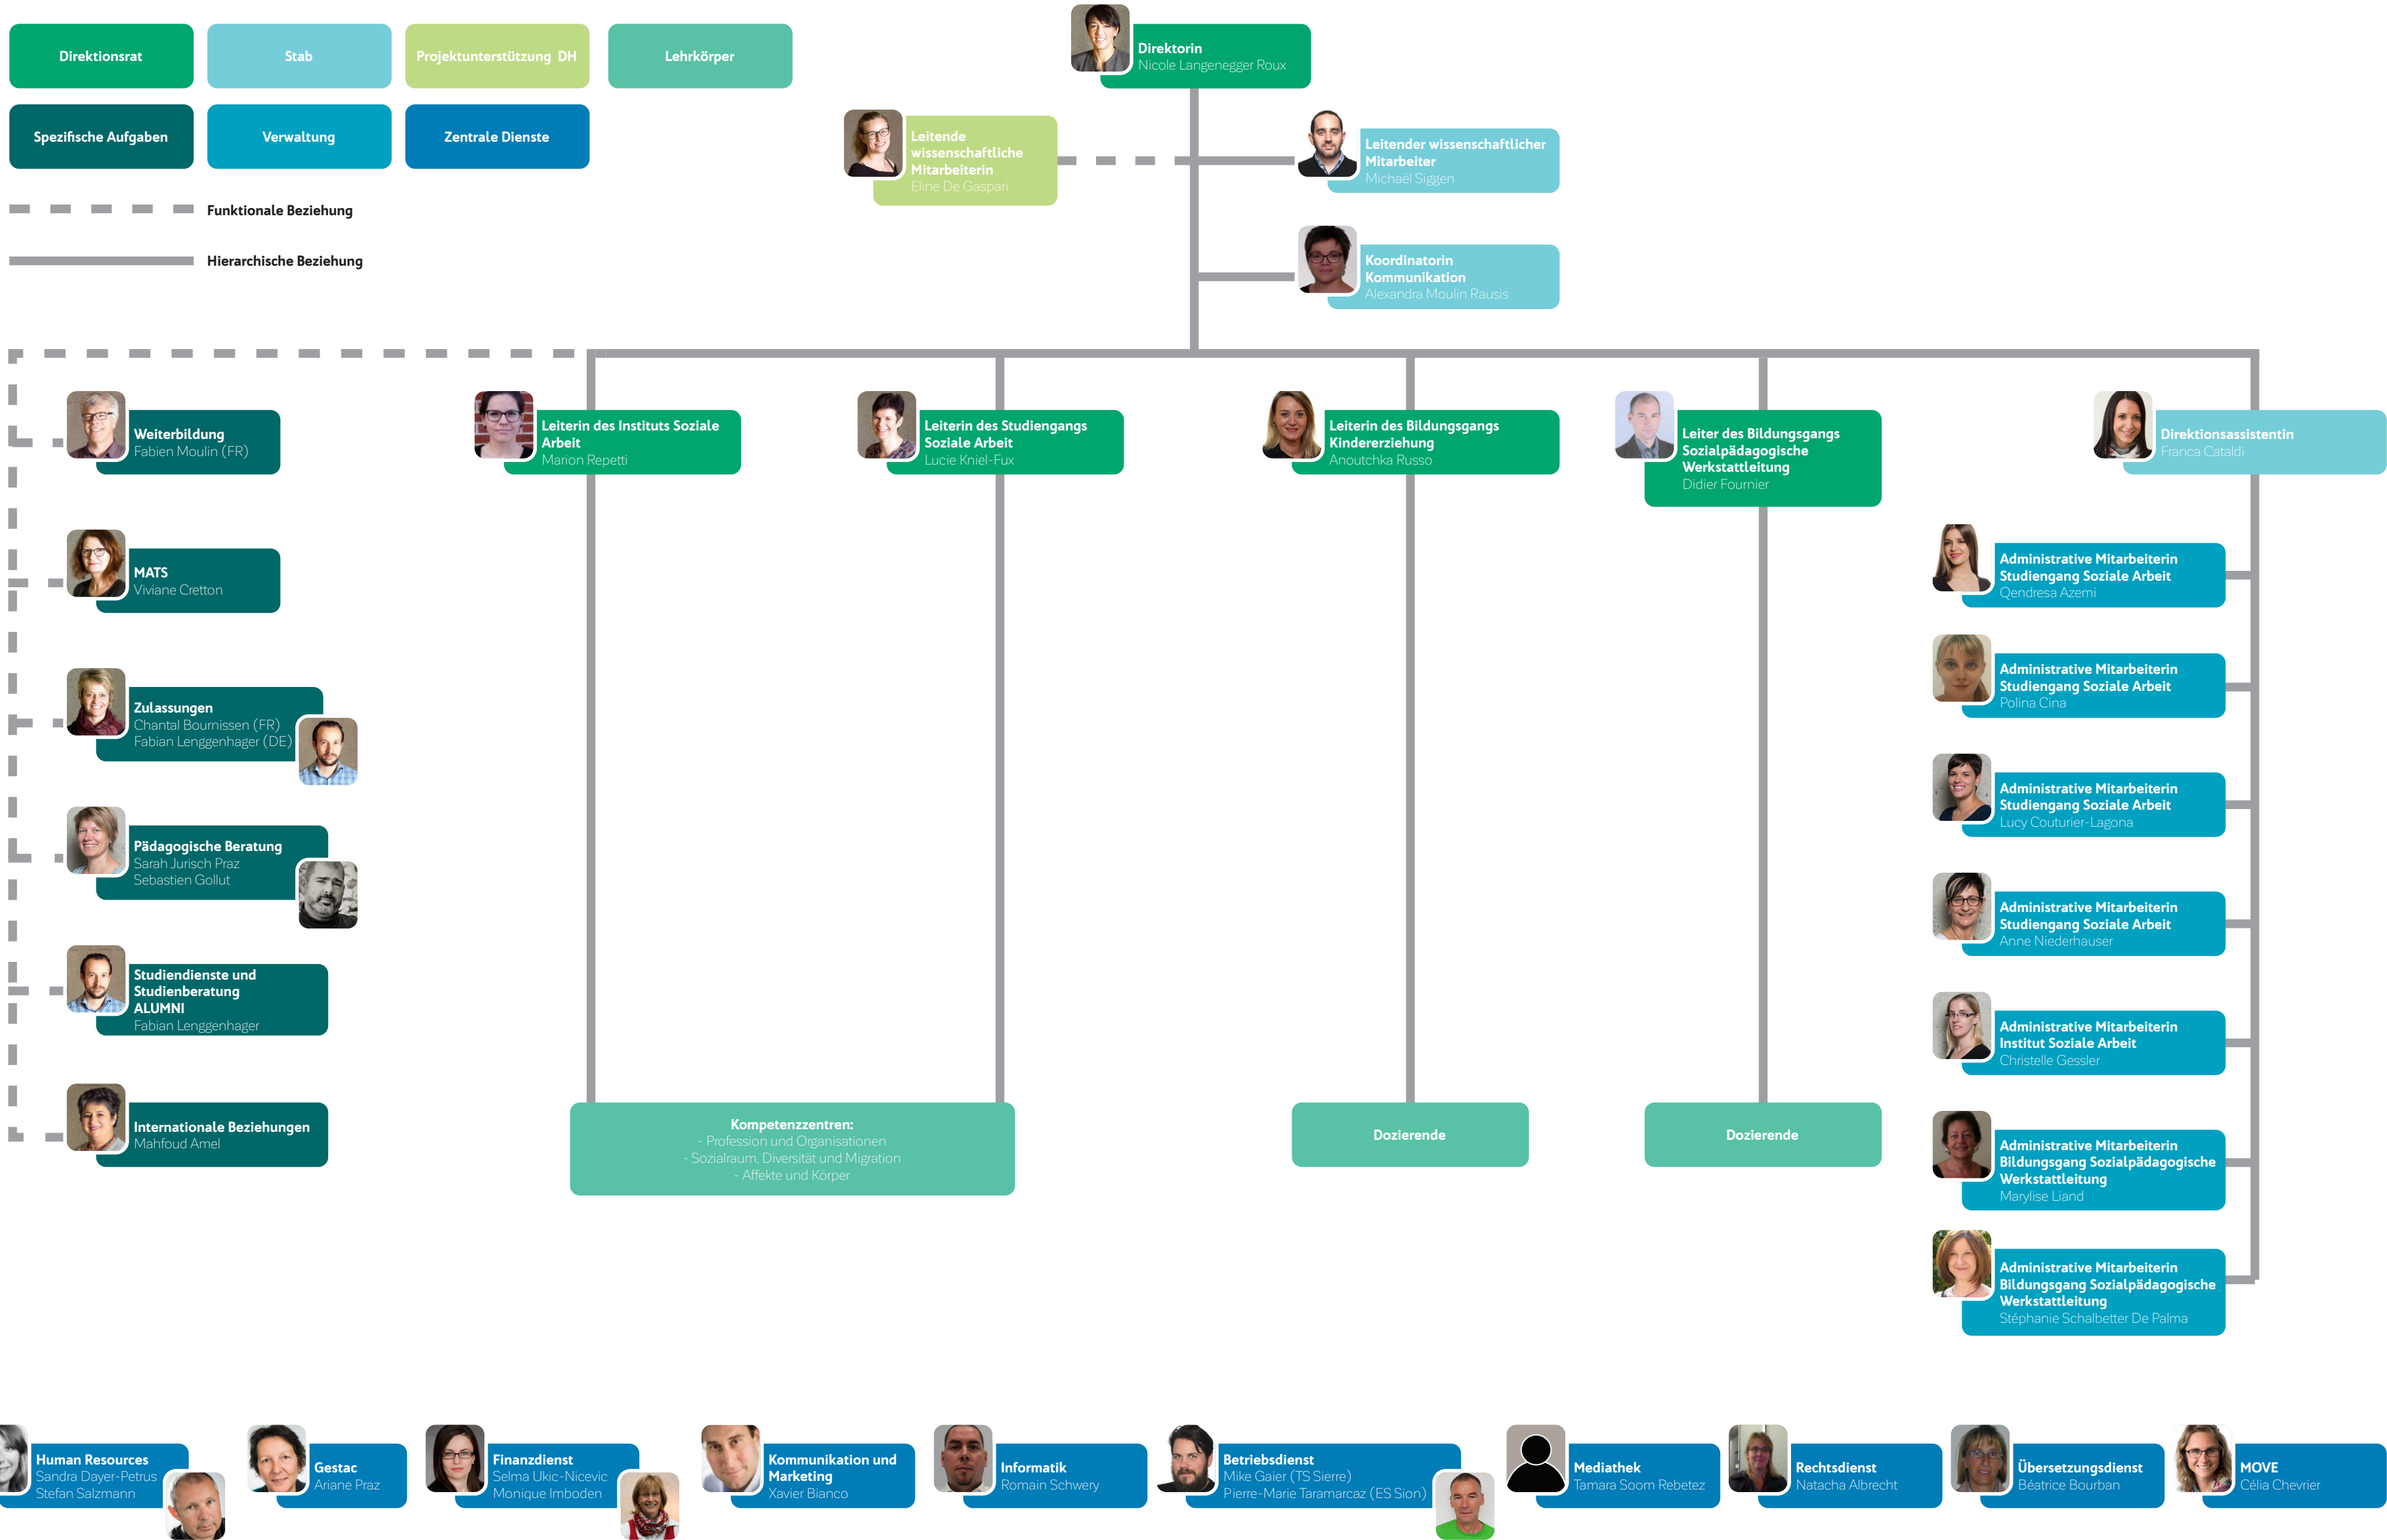 Direktionsrat
Stab
Projektunterstützung DH
Lehrkörper
Spezifische Aufgaben
Verwaltung
Zentrale Dienste
Funktionale Beziehung
Hierarchische Beziehung
Direktorin
Nicole Langenegger Roux
Leitende
wissenschaftliche
Mitarbeiterin
Eline De Gaspari
Leitender wissenschaftlicher
Mitarbeiter
Michaël Siggen
Koordinatorin
Kommunikation
Alexandra Moulin Rausis
Weiterbildung
Fabien Moulin (FR)
MATS
Viviane Cretton
Zulassungen
Chantal Bournissen (FR)
Fabian Lenggenhager (DE)
Pädagogische Beratung
Sarah Jurisch Praz
Sebastien Gollut
Studiendienste und
Studienberatung
ALUMNI
Fabian Lenggenhager
Internationale Beziehungen
Mahfoud Amel
Leiterin des Instituts Soziale
Arbeit
Marion Repetti
Leiterin des Studiengangs
Soziale Arbeit
Lucie Kniel-Fux
Kompetenzzentren:
- Profession und Organisationen
- Sozialraum, Diversität und Migration
- Affekte und Körper
Leiterin des Bildungsgangs
Kindererziehung
Anoutchka Russo
Dozierende
Leiter des Bildungsgangs
Sozialpädagogische
Werkstattleitung
Didier Fournier
Dozierende
Direktionsassistentin
Franca Cataldi
Administrative Mitarbeiterin
Studiengang Soziale Arbeit
Qendresa Azemi
Administrative Mitarbeiterin
Studiengang Soziale Arbeit
Polina Cina
Administrative Mitarbeiterin
Studiengang Soziale Arbeit
Lucy Couturier-Lagona
Administrative Mitarbeiterin
Studiengang Soziale Arbeit
Anne Niederhauser
Administrative Mitarbeiterin
Institut Soziale Arbeit
Christelle Gessler
Administrative Mitarbeiterin
Bildungsgang Sozialpädagogische
Werkstattleitung
Marylise Liand
Administrative Mitarbeiterin
Bildungsgang Sozialpädagogische
Werkstattleitung
Stéphanie Schalbetter De Palma
Human Resources
Sandra Dayer-Petrus
Stefan Salzmann
Gestac
Ariane Praz
Finanzdienst
Selma Ukic-Nicevic
Monique Imboden
Kommunikation und
Marketing
Xavier Bianco
Informatik
Romain Schwery
Betriebsdienst
Mike Gaier (TS Sierre)
Pierre-Marie Taramarcaz (ES Sion)
Mediathek
Tamara Soom Rebetez
Rechtsdienst
Natacha Albrecht
Übersetzungsdienst
Béatrice Bourban
MOVE
Célia Chevrier